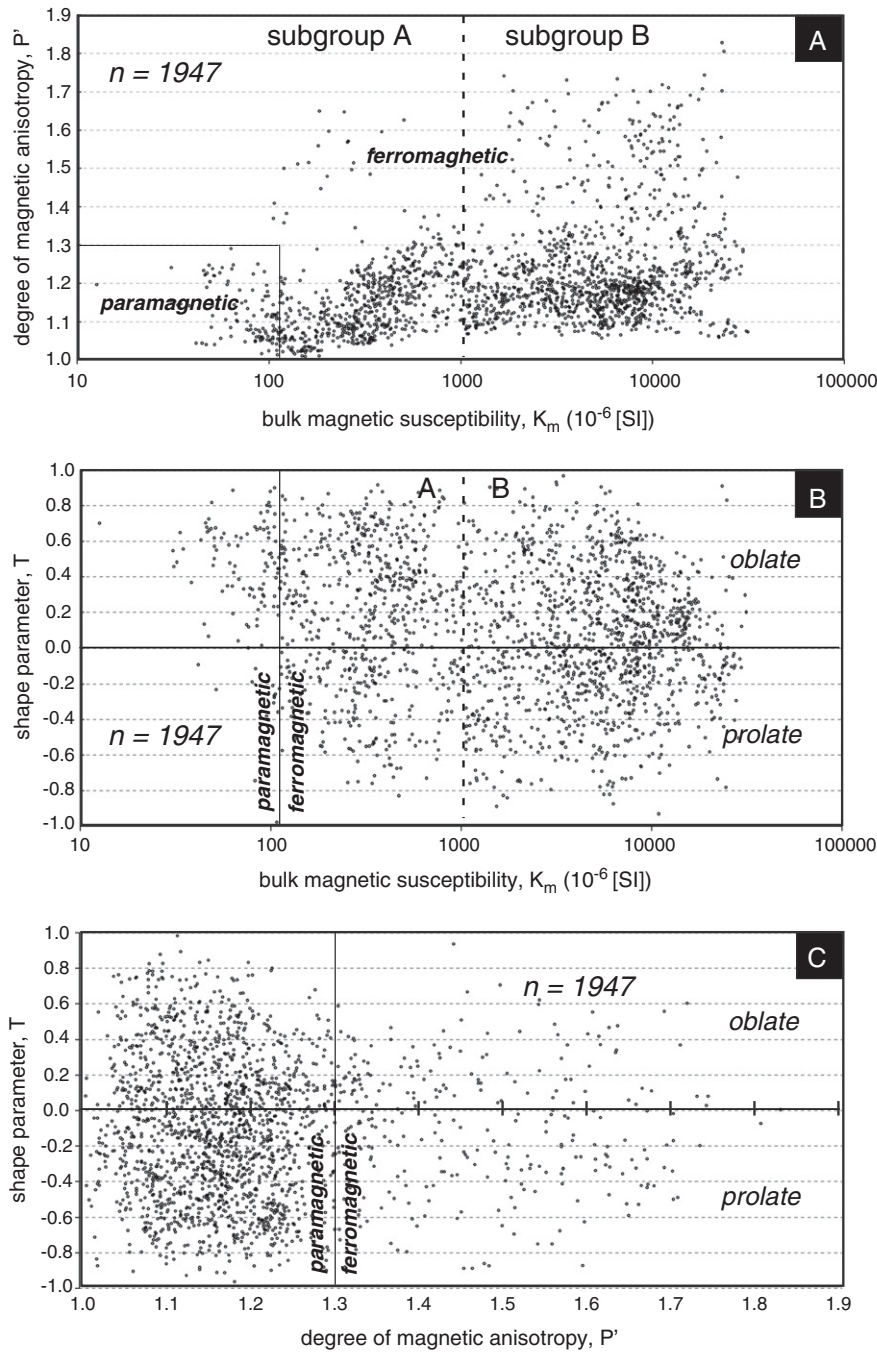 1.9
subgroup A
subgroup B
A
1.8
n = 1947
1.7
1.6
ferromagnetic
1.5
1.4
1.3
1.2
paramagnetic
1.1
1.0
degree of magnetic anisotropy, P'
10
100
1000
10000
100000
bulk magnetic susceptibility, Km (10-6 [SI])
1.0
A
B
B
0.8
0.6
oblate
0.4
0.2
0.0
-0.2
-0.4
n = 1947
paramagnetic
ferromagnetic
prolate
-0.6
-0.8
-1.0
shape parameter, T
10
100
1000
10000
100000
bulk magnetic susceptibility, Km (10-6 [SI])
1.0
C
0.8
n = 1947
0.6
oblate
0.4
0.2
0.0
-0.2
paramagnetic
ferromagnetic
-0.4
prolate
-0.6
-0.8
-1.0
shape parameter, T
1.0
1.1
1.2
1.3
1.4
1.5
1.6
1.7
1.8
1.9
degree of magnetic anisotropy, P'